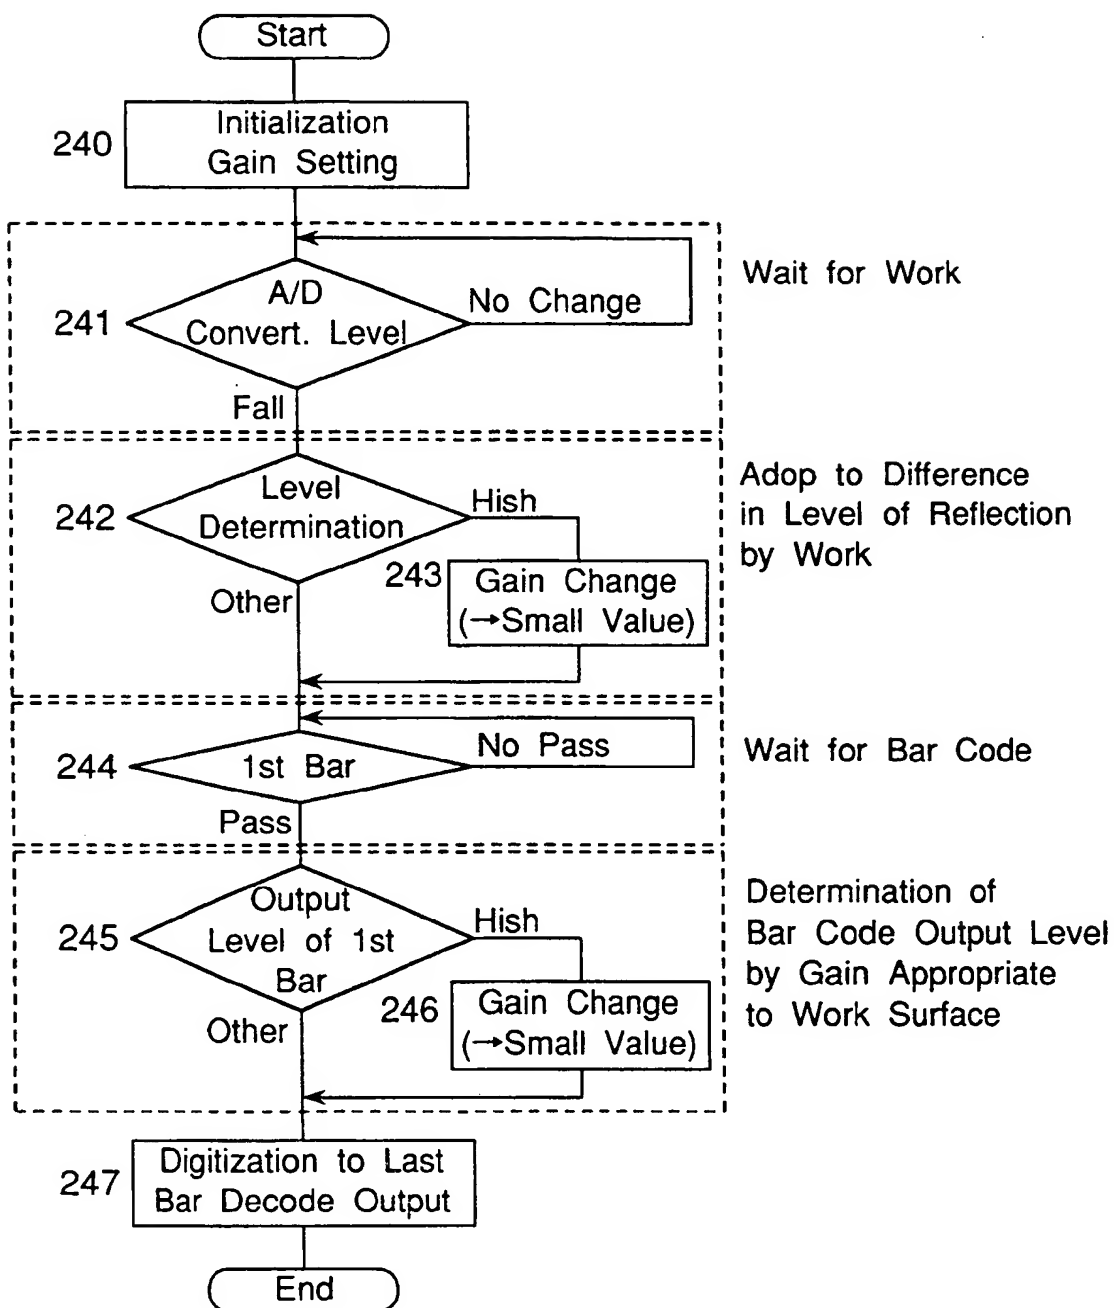 Start
240
Initialization
Gain Setting
Wait for Work
241
A/D
Convert. Level
No Change
Fall
242
Level
Determination
Hish
Adop to Difference
in Level of Reflection
by Work
243
Gain Change
(→Small Value)
Other
244
1st Bar
No Pass
Wait for Bar Code
Pass
245
Output
Level of 1st
Bar
Hish
Determination of
Bar Code Output Level
by Gain Appropriate
to Work Surface
246
Gain Change
(→Small Value)
Other
247
Digitization to Last
Bar Decode Output
End